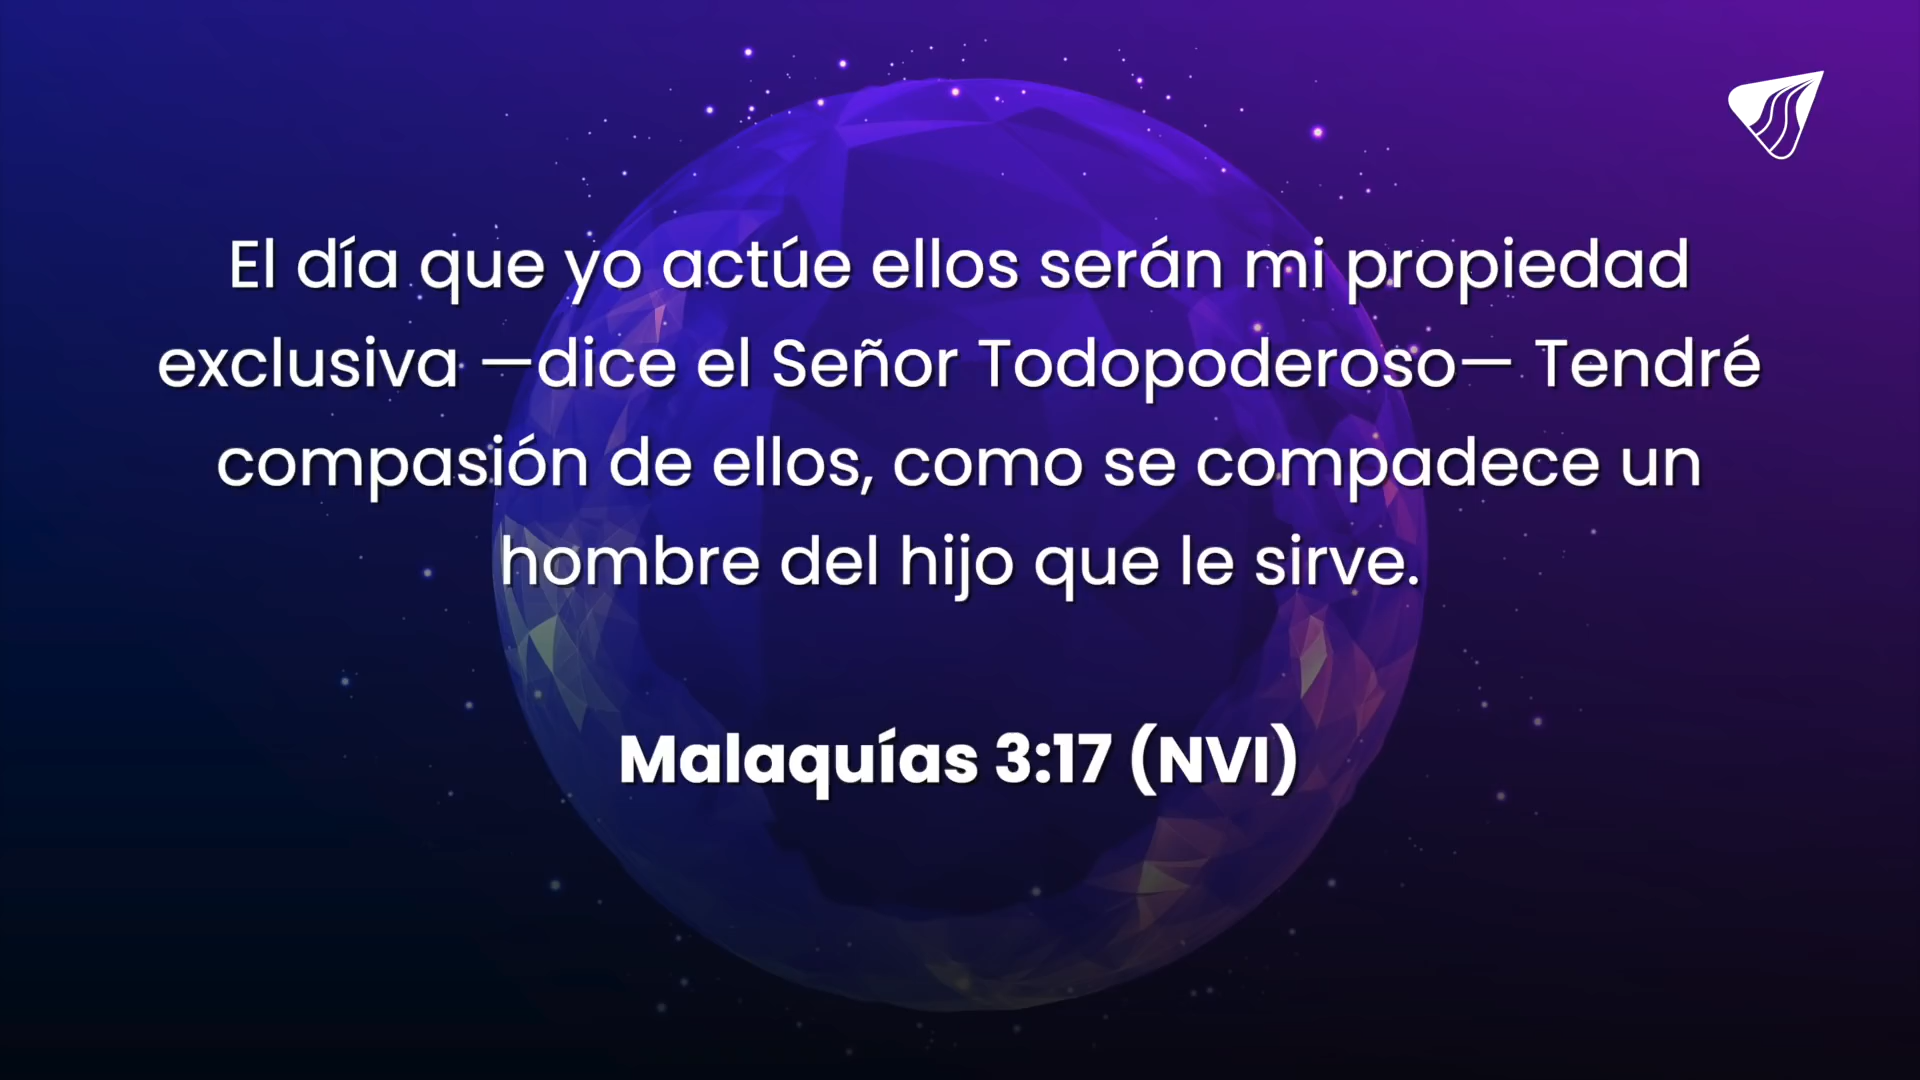 El día que yo actúe ellos serán mi propiedad
exclusiva —dice el Señor Todopoderoso— Tendré
compasión de ellos, como se compadece un
hombre del hijo que le sirve.
Malaquías 3:17 (NVI)